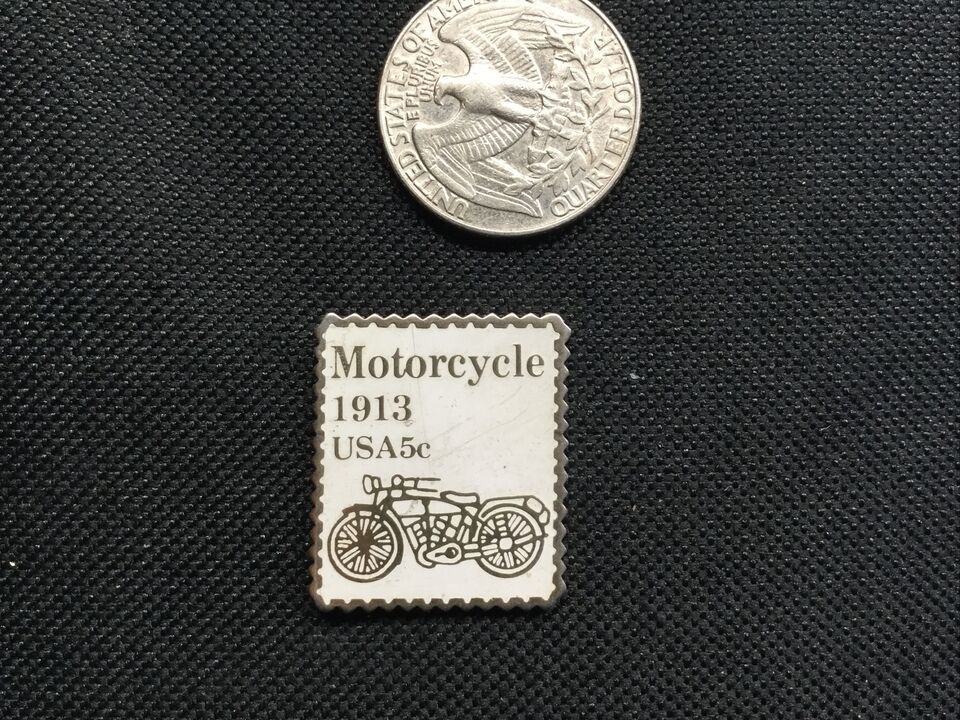 UNITED STATES OF AMERICA
E PLURIBUS
UNUM
QUARTER DOLLAR
Motorcycle
1913
USA5c